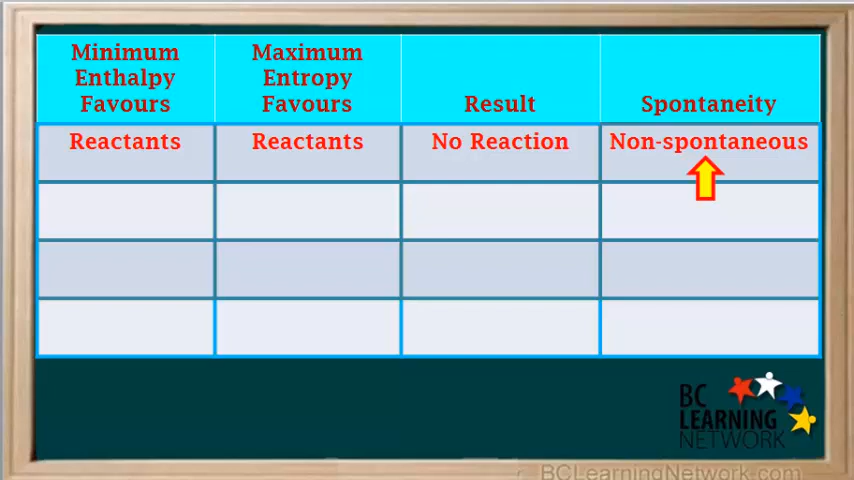 Minimum
Enthalpy
Favours
Maximum
Entropy
Favours
Result
Spontaneity
Reactants
Reactants
No Reaction
Non-spontaneous
BC
LEARNING
NETWORK
BCLearningNetwork.com